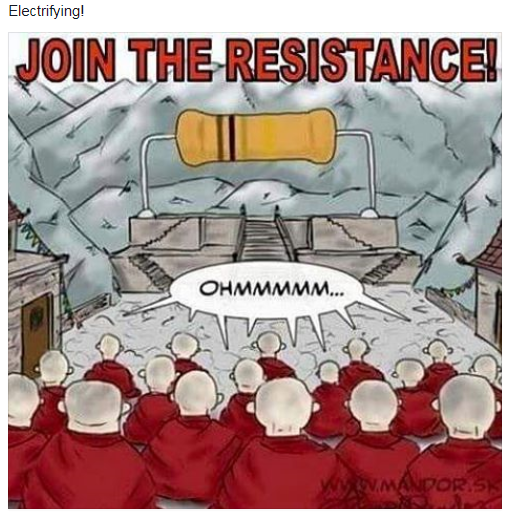 Electrifying!
JOIN THE RESISTANCE!
OHMMMMM...
WWW.MANDOR.SK